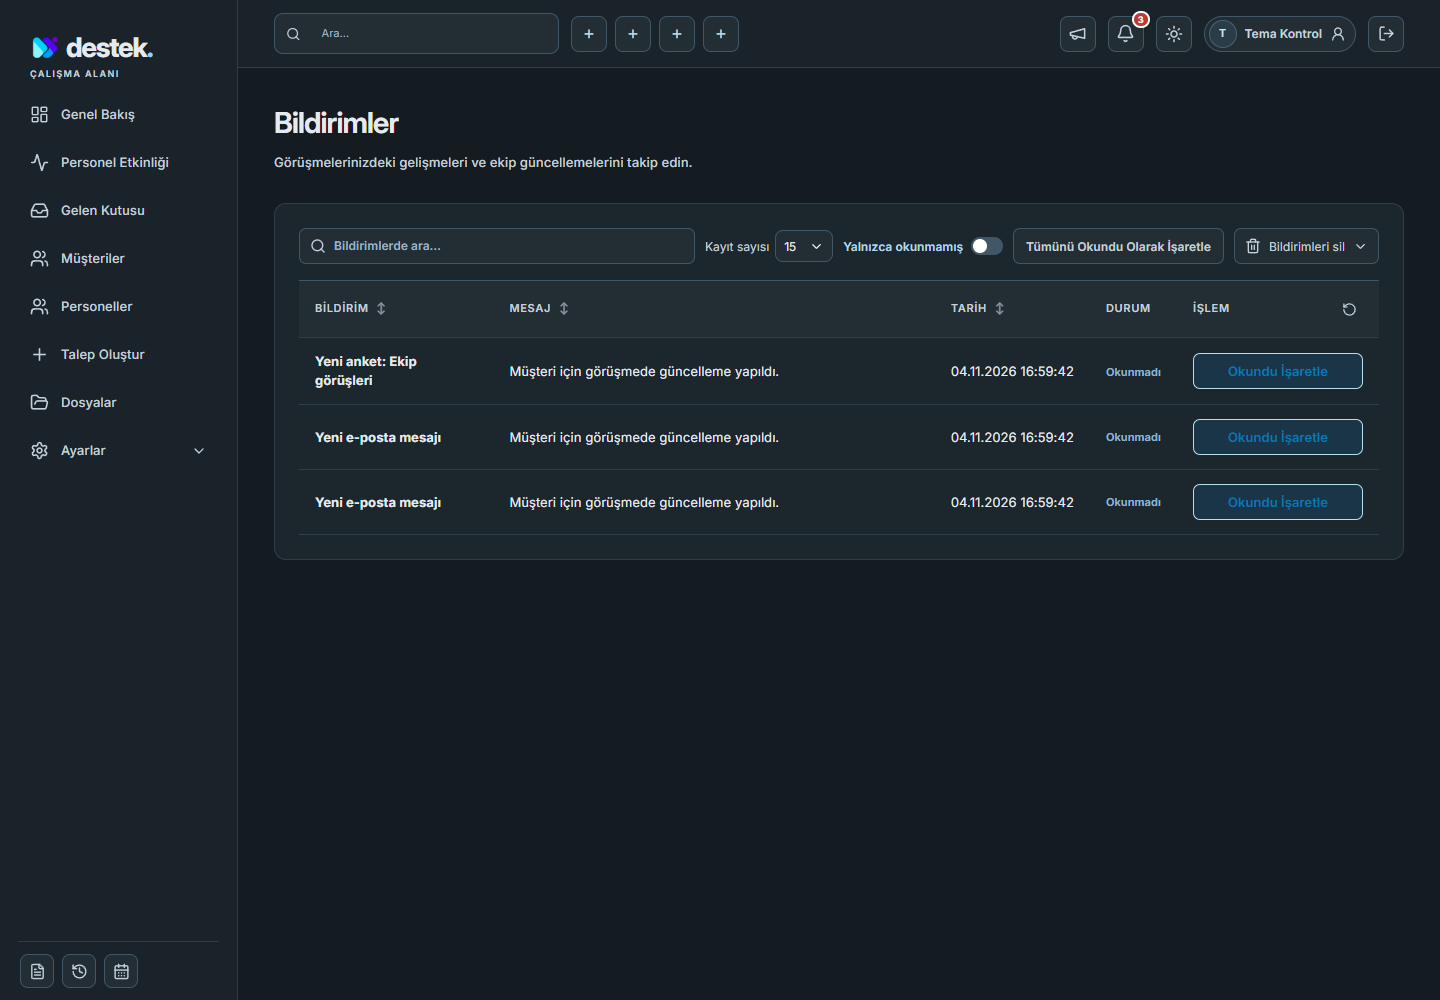 destek.
ÇALIŞMA ALANI
Genel Bakış
Personel Etkinliği
Gelen Kutusu
Müşteriler
Personeller
Talep Oluştur
Dosyalar
Ayarlar
Ara...
3
T Tema Kontrol
Bildirimler
Görüşmelerinizdeki gelişmeleri ve ekip güncellemelerini takip edin.
Bildirimlerde ara... Kayıt sayısı 15 Yalnızca okunmamış Tümünü Okundu Olarak İşaretle Bildirimleri sil
BİLDİRİM MESAJ TARİH DURUM İŞLEM
Yeni anket: Ekip
görüşleri
Müşteri için görüşmede güncelleme yapıldı. 04.11.2026 16:59:42 Okunmadı Okundu İşaretle
Yeni e-posta mesajı Müşteri için görüşmede güncelleme yapıldı. 04.11.2026 16:59:42 Okunmadı Okundu İşaretle
Yeni e-posta mesajı Müşteri için görüşmede güncelleme yapıldı. 04.11.2026 16:59:42 Okunmadı Okundu İşaretle